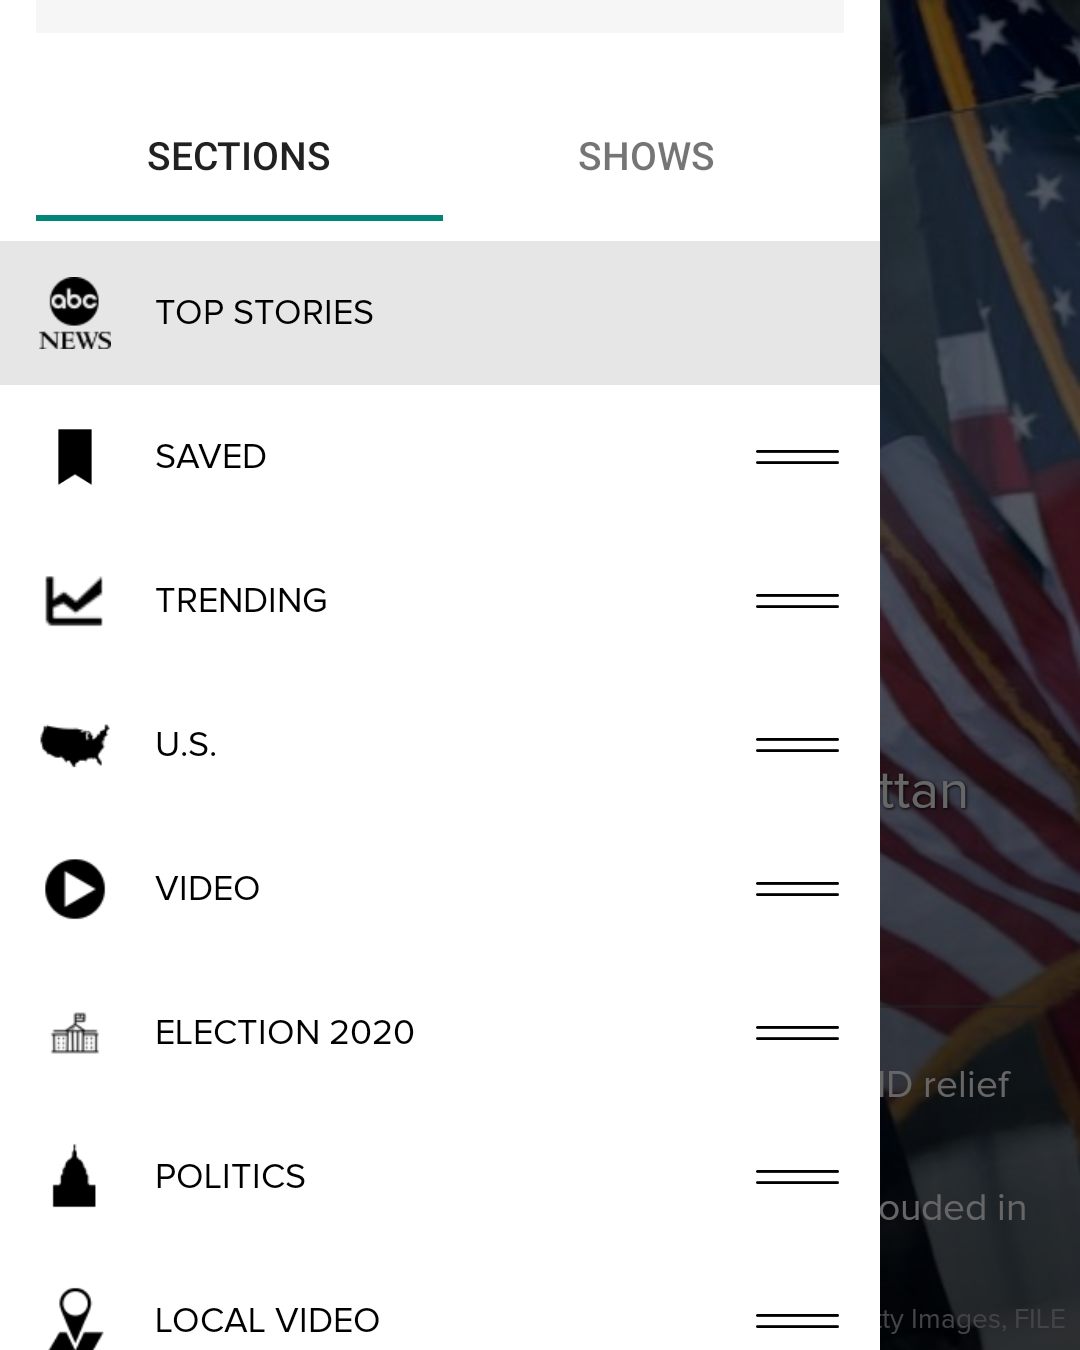 SECTIONS
SHOWS
abc
NEWS
TOP STORIES
SAVED
TRENDING
U.S.
VIDEO
ELECTION 2020
POLITICS
LOCAL VIDEO
ttan
ID relief
ouded in
ty Images, FILE